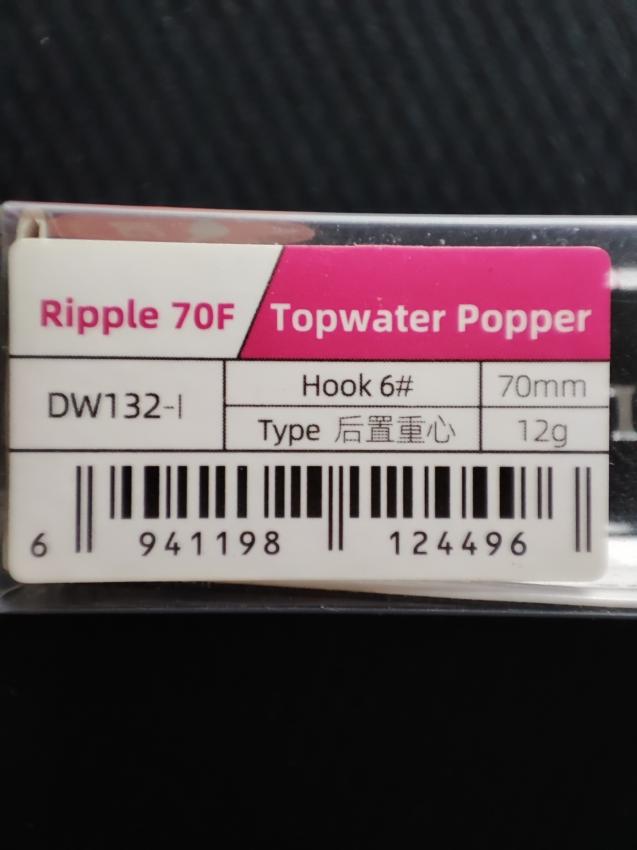 Ripple 70F Topwater Popper
DW132-I
Hook 6# 70mm
Type 后置重心 12g
6 941198 124496